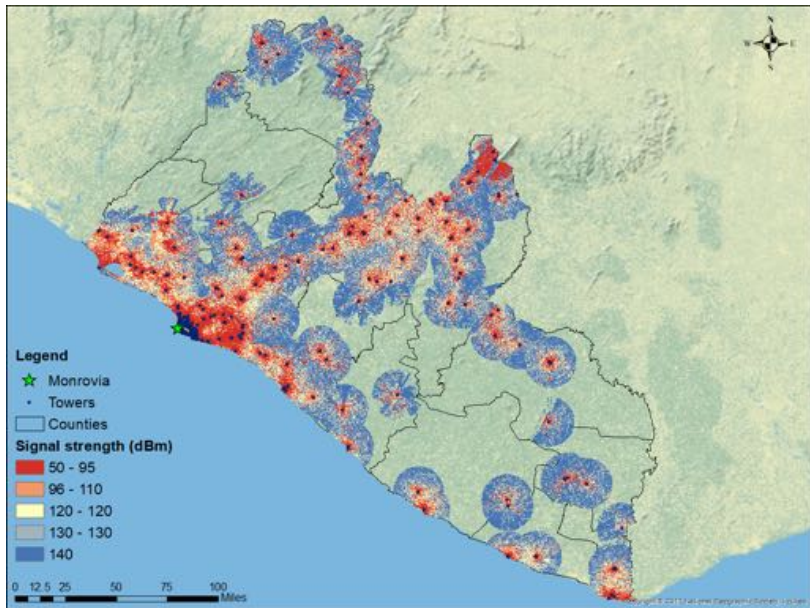 N
W
E
S
Legend
Monrovia
Towers
Counties
Signal strength (dBm)
50 - 95
96 - 110
120 - 120
130 - 130
140
0 12.5 25 50 75 100
Miles